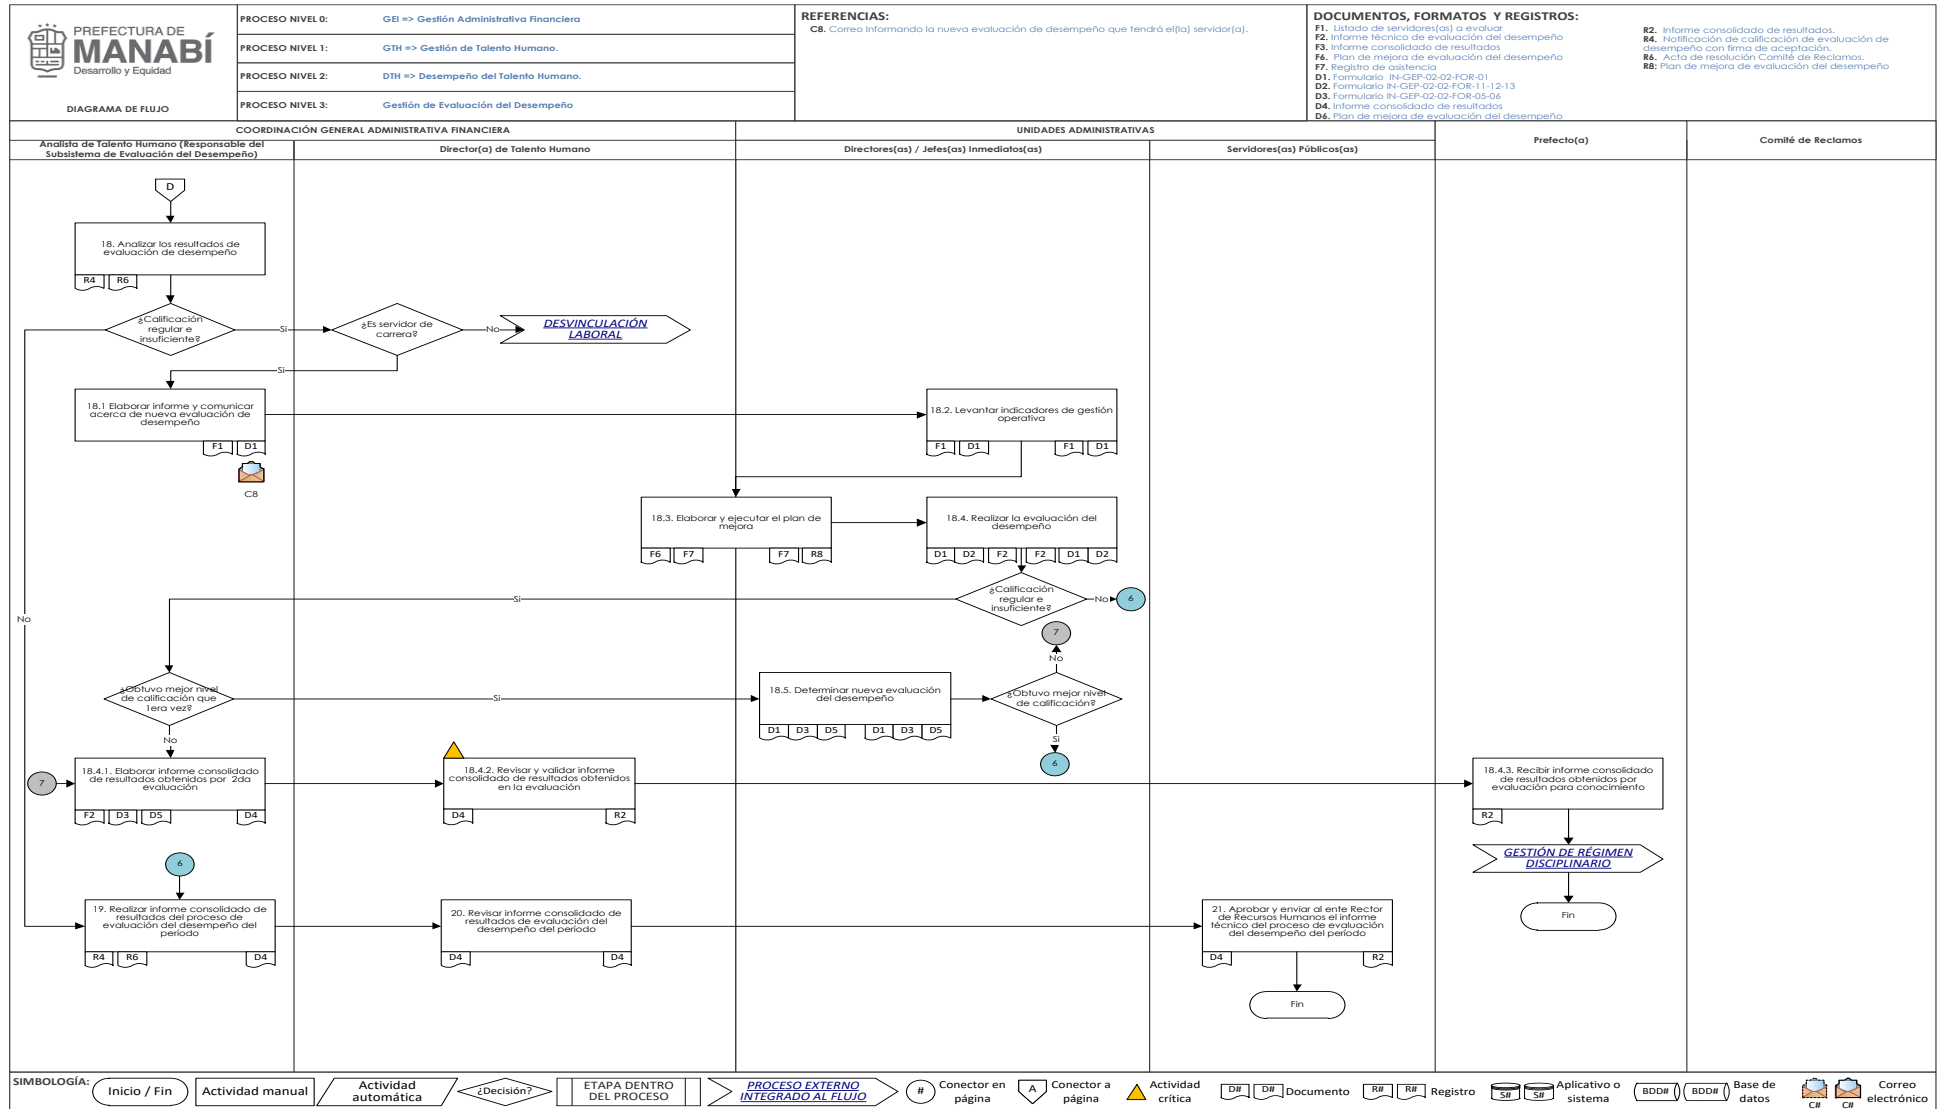 PREFECTURA DE
MANABÍ
Desarrollo y Equidad
DIAGRAMA DE FLUJO
PROCESO NIVEL 0: GEI => Gestión Administrativa Financiera
PROCESO NIVEL 1: GTH => Gestión de Talento Humano.
PROCESO NIVEL 2: DTH => Desempeño del Talento Humano.
PROCESO NIVEL 3: Gestión de Evaluación del Desempeño
REFERENCIAS:
C8. Correo Informando la nueva evaluación de desempeño que tendrá el(la) servidor(a).
DOCUMENTOS, FORMATOS Y REGISTROS:
F1. Listado de servidores(as) a evaluar
F2. Informe técnico de evaluación del desempeño
F3. Informe consolidado de resultados
F6. Plan de mejora de evaluación del desempeño
F7. Registro de asistencia
D1. Formulario IN-GEP-02-02-FOR-01
D2. Formulario IN-GEP-02-02-FOR-11-12-13
D3. Formulario IN-GEP-02-02-FOR-05-06
D4. Informe consolidado de resultados
D6. Plan de mejora de evaluación del desempeño
R2. Informe consolidado de resultados.
R4. Notificación de calificación de evaluación de
desempeño con firma de aceptación.
R6. Acta de resolución Comité de Reclamos.
R8: Plan de mejora de evaluación del desempeño
COORDINACIÓN GENERAL ADMINISTRATIVA FINANCIERA
UNIDADES ADMINISTRATIVAS
Prefecto(a)
Comité de Reclamos
Analista de Talento Humano (Responsable del
Subsistema de Evaluación del Desempeño)
Director(a) de Talento Humano
Directores(as) / Jefes(as) Inmediatos(as)
Servidores(as) Públicos(as)
D
18. Analizar los resultados de
evaluación de desempeño
R4 R6
¿Calificación
regular e
insuficiente?
Si
¿Es servidor de
carrera?
No
DESVINCULACIÓN
LABORAL
Si
18.1 Elaborar informe y comunicar
acerca de nueva evaluación de
desempeño
F1 D1
C8
18.2. Levantar indicadores de gestión
operativa
F1 D1 F1 D1
18.3. Elaborar y ejecutar el plan de
mejora
F6 F7 F7 R8
18.4. Realizar la evaluación del
desempeño
D1 D2 F2 F2 D1 D2
¿Calificación
regular e
insuficiente?
No
6
Si
No
7
No
¿Obtuvo mejor nivel
de calificación que
1era vez?
Si
18.5. Determinar nueva evaluación
del desempeño
D1 D3 D5 D1 D3 D5
¿Obtuvo mejor nivel
de calificación?
Si
6
No
7
18.4.1. Elaborar informe consolidado
de resultados obtenidos por 2da
evaluación
F2 D3 D5 D4
18.4.2. Revisar y validar informe
consolidado de resultados obtenidos
en la evaluación
D4 R2
18.4.3. Recibir informe consolidado
de resultados obtenidos por
evaluación para conocimiento
R2
GESTIÓN DE RÉGIMEN
DISCIPLINARIO
Fin
6
19. Realizar informe consolidado de
resultados del proceso de
evaluación del desempeño del
período
R4 R6 D4
20. Revisar informe consolidado de
resultados de evaluación del
desempeño del período
D4 D4
21. Aprobar y enviar al ente Rector
de Recursos Humanos el informe
técnico del proceso de evaluación
del desempeño del período
D4 R2
Fin
SIMBOLOGÍA:
Inicio / Fin
Actividad manual
Actividad
automática
¿Decisión?
ETAPA DENTRO
DEL PROCESO
PROCESO EXTERNO
INTEGRADO AL FLUJO
#
Conector en
página
A
Conector a
página
Actividad
crítica
D# D# Documento
R# R# Registro
S# S#
Aplicativo o
sistema
BDD# BDD#
Base de
datos
C# C#
Correo
electrónico